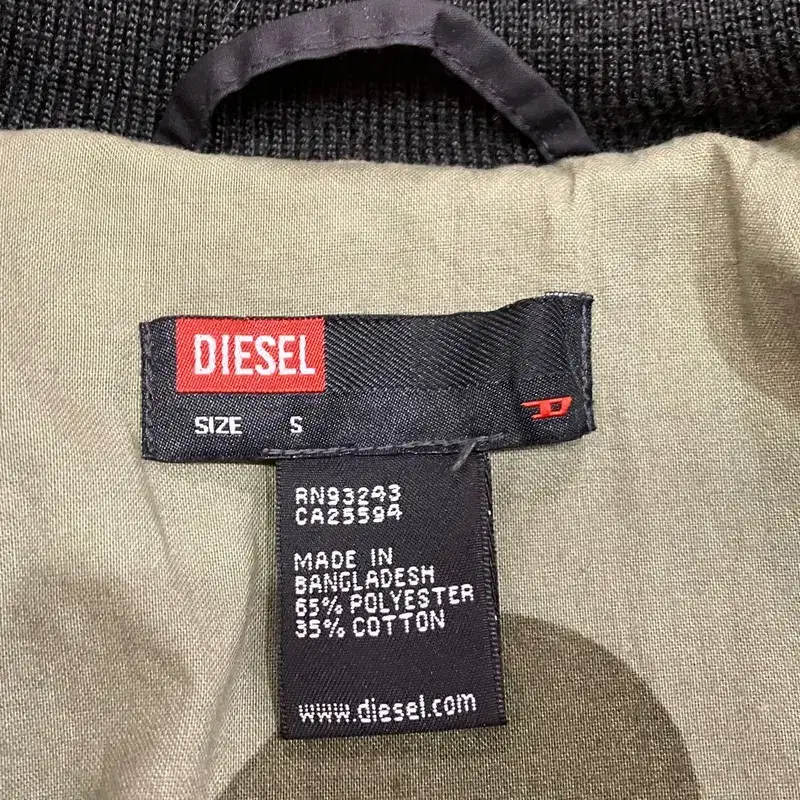 DIESEL
SIZE S
RN93243
CA25594
MADE IN
BANGLADESH
65% POLYESTER
35% COTTON
www.diesel.com